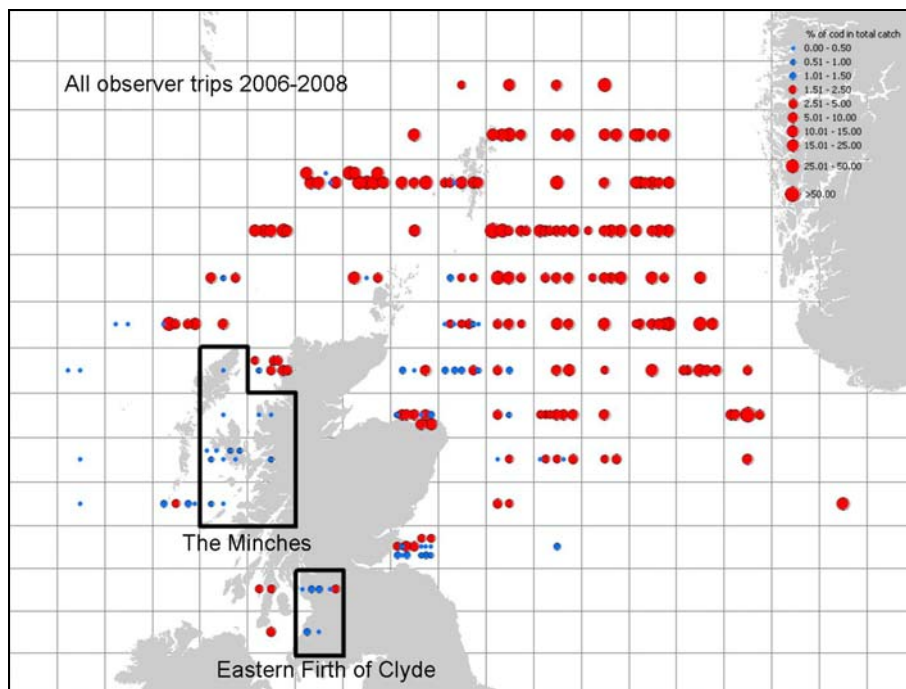 All observer trips 2006-2008
% of cod in total catch
0.00 - 0.50
0.51 - 1.00
1.01 - 1.50
1.51 - 2.50
2.51 - 5.00
5.01 - 10.00
10.01 - 15.00
15.01 - 25.00
25.01 - 50.00
>50.00
The Minches
Eastern Firth of Clyde